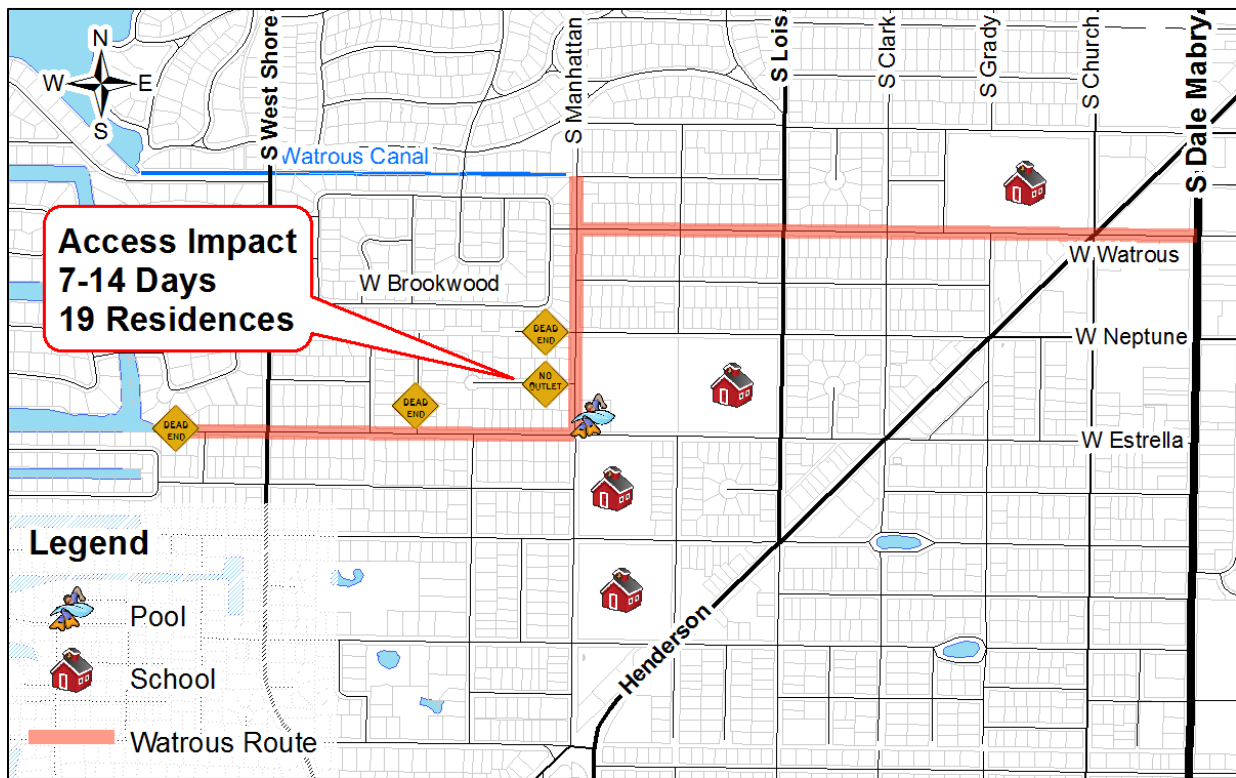 N
W E
S
S West Shore
S Manhattan
S Lois
S Clark
S Grady
S Church
S Dale Mabry
Watrous Canal
Access Impact
7-14 Days
19 Residences
W Brookwood
W Watrous
W Neptune
W Estrella
DEAD
END
NO
OUTLET
DEAD
END
DEAD
END
Henderson
Legend
Pool
School
Watrous Route